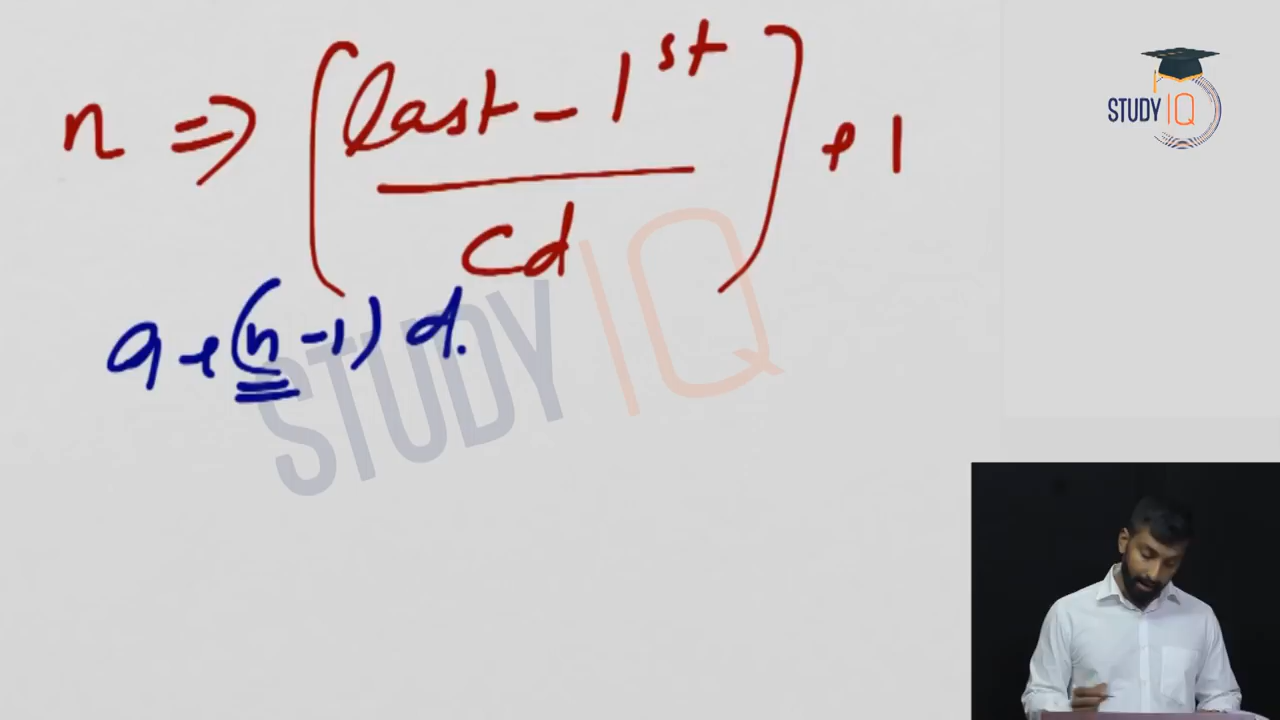 n ⇒ (last - 1st / Cd) + 1
a + (n-1) d.
STUDY IQ
STUDY IQ